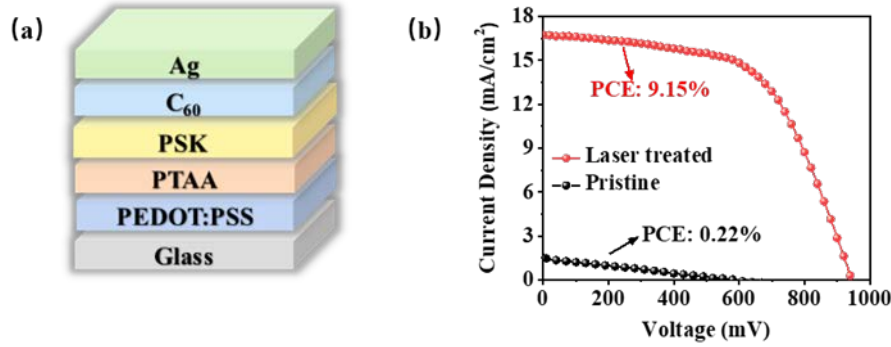 (a)
Ag
C₆₀
PSK
PTAA
PEDOT:PSS
Glass
(b)
Current Density (mA/cm²)
18
15
12
9
6
3
0
PCE: 9.15%
Laser treated
Pristine
PCE: 0.22%
0 200 400 600 800 1000
Voltage (mV)